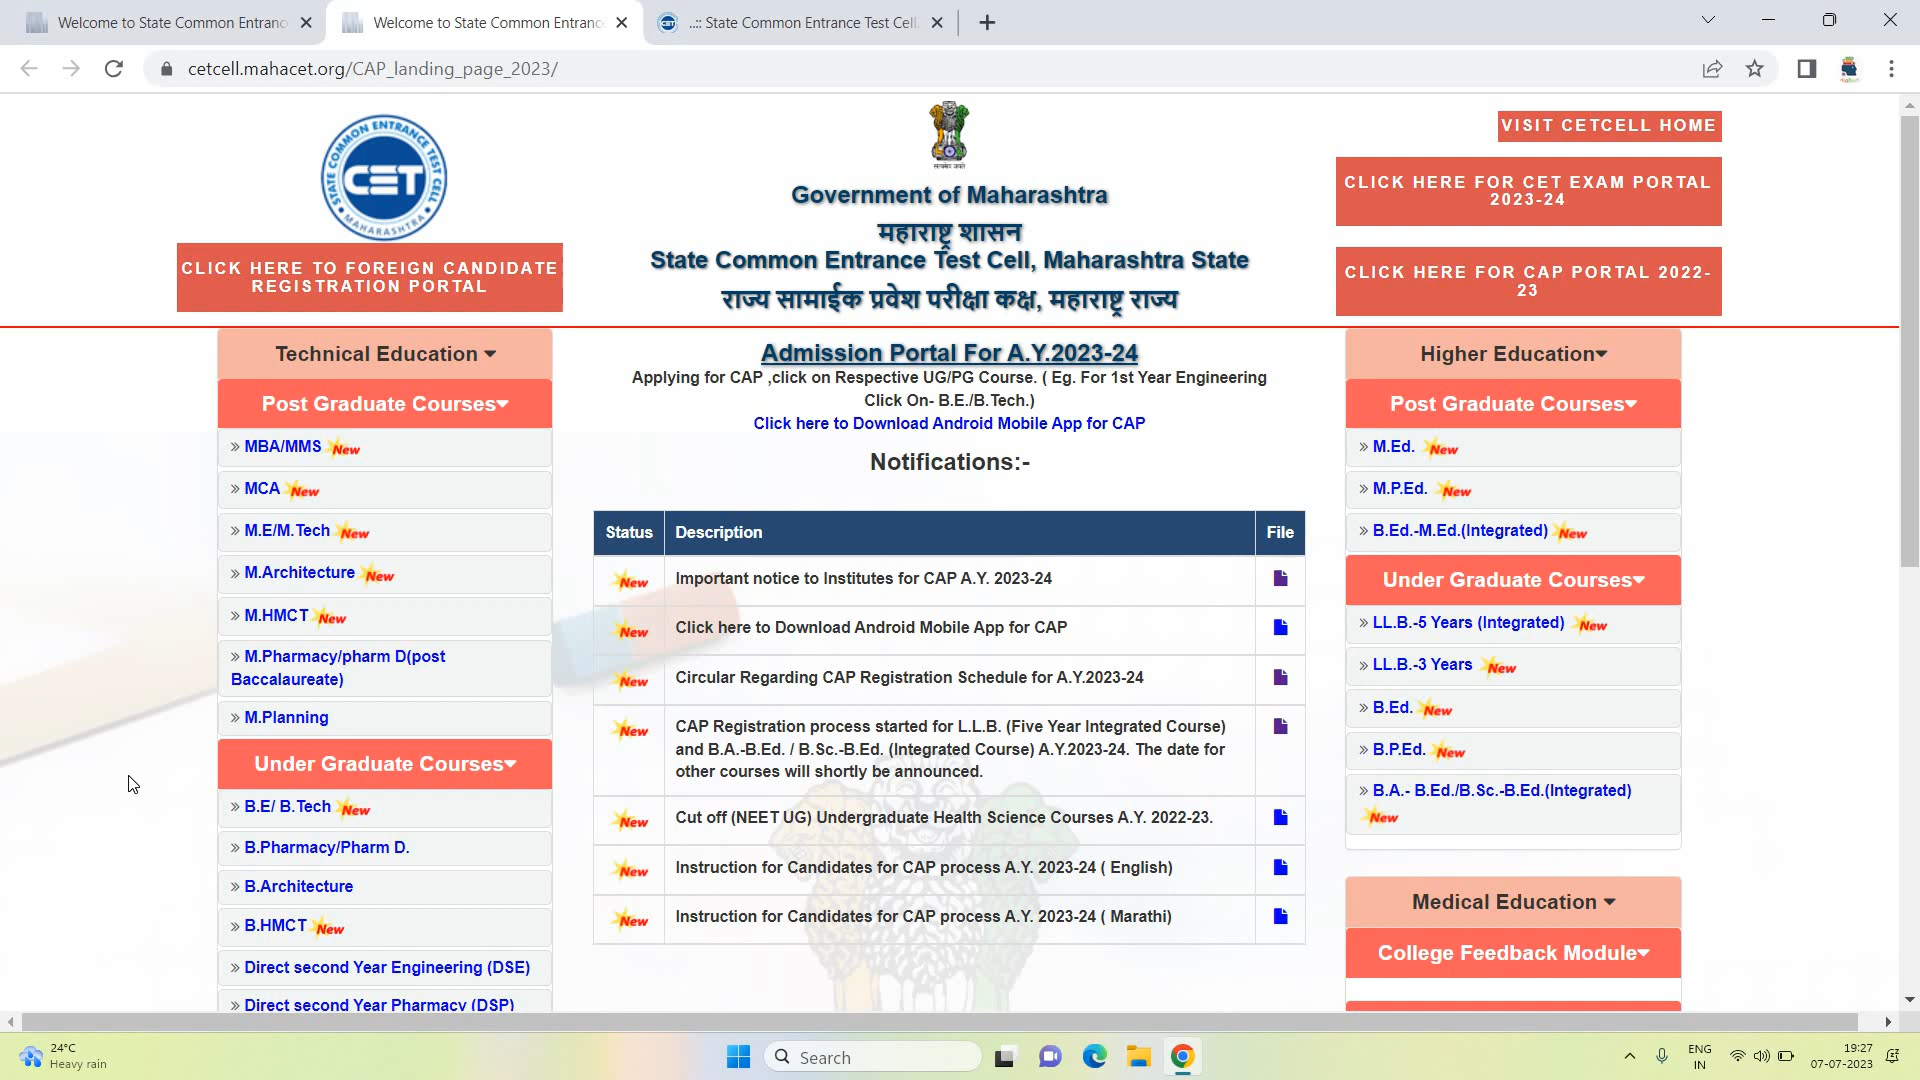 Welcome to State Common Entranc
Welcome to State Common Entranc
..:: State Common Entrance Test Cell,
cetcell.mahacet.org/CAP_landing_page_2023/
STATE COMMON ENTRANCE TEST CELL
CET
MAHARASHTRA
CLICK HERE TO FOREIGN CANDIDATE
REGISTRATION PORTAL
सत्यमेव जयते
Government of Maharashtra
महाराष्ट्र शासन
State Common Entrance Test Cell, Maharashtra State
राज्य सामाईक प्रवेश परीक्षा कक्ष, महाराष्ट्र राज्य
VISIT CETCELL HOME
CLICK HERE FOR CET EXAM PORTAL
2023-24
CLICK HERE FOR CAP PORTAL 2022-
23
Technical Education
Post Graduate Courses
» MBA/MMS New
» MCA New
» M.E/M.Tech New
» M.Architecture New
» M.HMCT New
» M.Pharmacy/pharm D(post
Baccalaureate)
» M.Planning
Under Graduate Courses
» B.E/ B.Tech New
» B.Pharmacy/Pharm D.
» B.Architecture
» B.HMCT New
» Direct second Year Engineering (DSE)
» Direct second Year Pharmacy (DSP)
Admission Portal For A.Y.2023-24
Applying for CAP ,click on Respective UG/PG Course. ( Eg. For 1st Year Engineering
Click On- B.E./B.Tech.)
Click here to Download Android Mobile App for CAP
Notifications:-
Status Description File
New Important notice to Institutes for CAP A.Y. 2023-24
New Click here to Download Android Mobile App for CAP
New Circular Regarding CAP Registration Schedule for A.Y.2023-24
New CAP Registration process started for L.L.B. (Five Year Integrated Course)
and B.A.-B.Ed. / B.Sc.-B.Ed. (Integrated Course) A.Y.2023-24. The date for
other courses will shortly be announced.
New Cut off (NEET UG) Undergraduate Health Science Courses A.Y. 2022-23.
New Instruction for Candidates for CAP process A.Y. 2023-24 ( English)
New Instruction for Candidates for CAP process A.Y. 2023-24 ( Marathi)
Higher Education
Post Graduate Courses
» M.Ed. New
» M.P.Ed. New
» B.Ed.-M.Ed.(Integrated) New
Under Graduate Courses
» LL.B.-5 Years (Integrated) New
» LL.B.-3 Years New
» B.Ed. New
» B.P.Ed. New
» B.A.- B.Ed./B.Sc.-B.Ed.(Integrated)
New
Medical Education
College Feedback Module
24°C
Heavy rain
Search
ENG
IN
19:27
07-07-2023